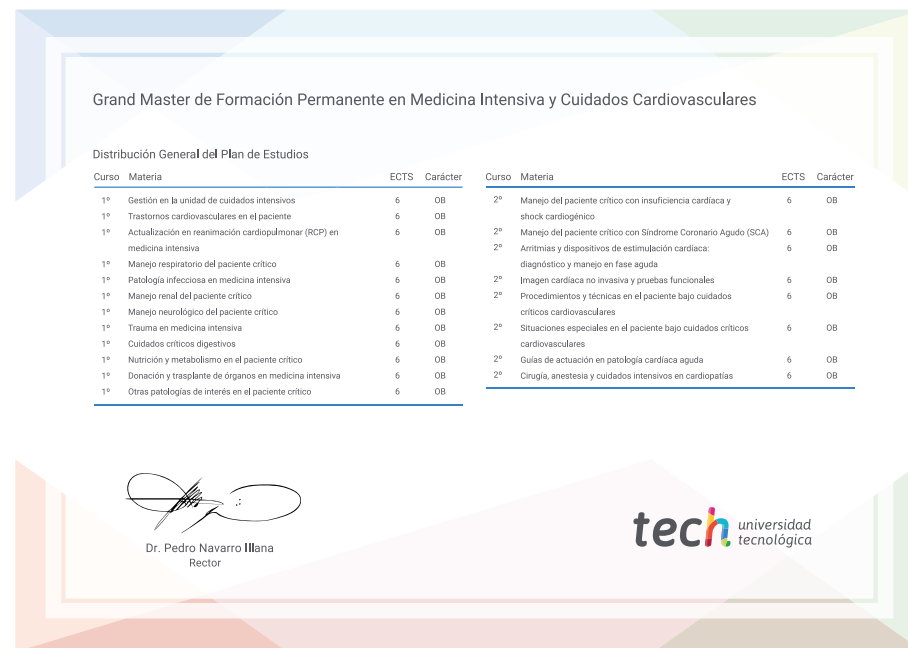 Grand Master de Formación Permanente en Medicina Intensiva y Cuidados Cardiovasculares
Distribución General del Plan de Estudios
Curso Materia ECTS Carácter
1º Gestión en la unidad de cuidados intensivos 6 OB
1º Trastornos cardiovasculares en el paciente 6 OB
1º Actualización en reanimación cardiopulmonar (RCP) en 6 OB
medicina intensiva
1º Manejo respiratorio del paciente crítico 6 OB
1º Patología infecciosa en medicina intensiva 6 OB
1º Manejo renal del paciente crítico 6 OB
1º Manejo neurológico del paciente crítico 6 OB
1º Trauma en medicina intensiva 6 OB
1º Cuidados críticos digestivos 6 OB
1º Nutrición y metabolismo en el paciente crítico 6 OB
1º Donación y trasplante de órganos en medicina intensiva 6 OB
1º Otras patologías de interés en el paciente crítico 6 OB
Curso Materia ECTS Carácter
2º Manejo del paciente crítico con insuficiencia cardíaca y 6 OB
shock cardiogénico
2º Manejo del paciente crítico con Síndrome Coronario Agudo (SCA) 6 OB
2º Arritmias y dispositivos de estimulación cardíaca: 6 OB
diagnóstico y manejo en fase aguda
2º Imagen cardíaca no invasiva y pruebas funcionales 6 OB
2º Procedimientos y técnicas en el paciente bajo cuidados 6 OB
críticos cardiovasculares
2º Situaciones especiales en el paciente bajo cuidados críticos 6 OB
cardiovasculares
2º Guías de actuación en patología cardíaca aguda 6 OB
2º Cirugía, anestesia y cuidados intensivos en cardiopatías 6 OB
Dr. Pedro Navarro Illana
Rector
tech universidad
tecnológica